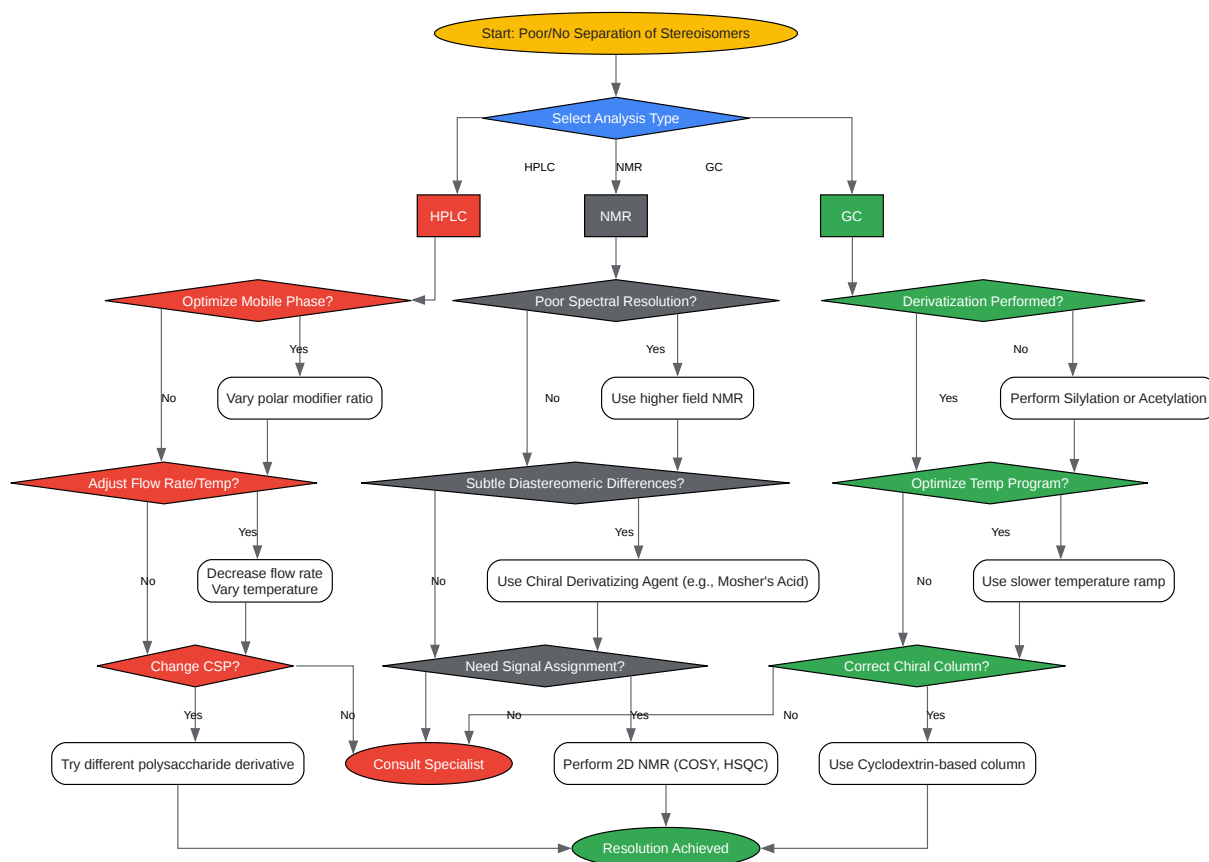 Start: Poor/No Separation of Stereoisomers
Select Analysis Type
HPLC
NMR
GC
HPLC
NMR
GC
Optimize Mobile Phase?
Poor Spectral Resolution?
Derivatization Performed?
Yes
Yes
No
No
Vary polar modifier ratio
No
Use higher field NMR
Yes
Perform Silylation or Acetylation
Adjust Flow Rate/Temp?
Subtle Diastereomeric Differences?
Optimize Temp Program?
Yes
Yes
Yes
No
Decrease flow rate
Vary temperature
No
Use Chiral Derivatizing Agent (e.g., Mosher's Acid)
No
Use slower temperature ramp
Change CSP?
Need Signal Assignment?
Correct Chiral Column?
Yes
No
No
Yes
No
Yes
Try different polysaccharide derivative
Consult Specialist
Perform 2D NMR (COSY, HSQC)
Use Cyclodextrin-based column
Resolution Achieved